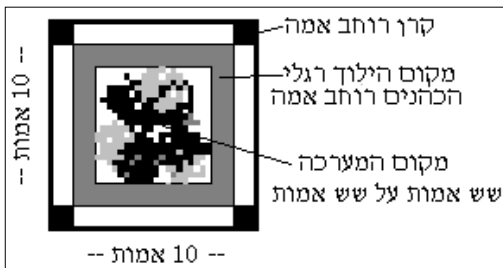 קרן רוחב אמה
מקום הילוך רגלי
הכהנים רוחב אמה
מקום המערכה
שש אמות על שש אמות
-- 10 אמות --
-- 10 אמות --